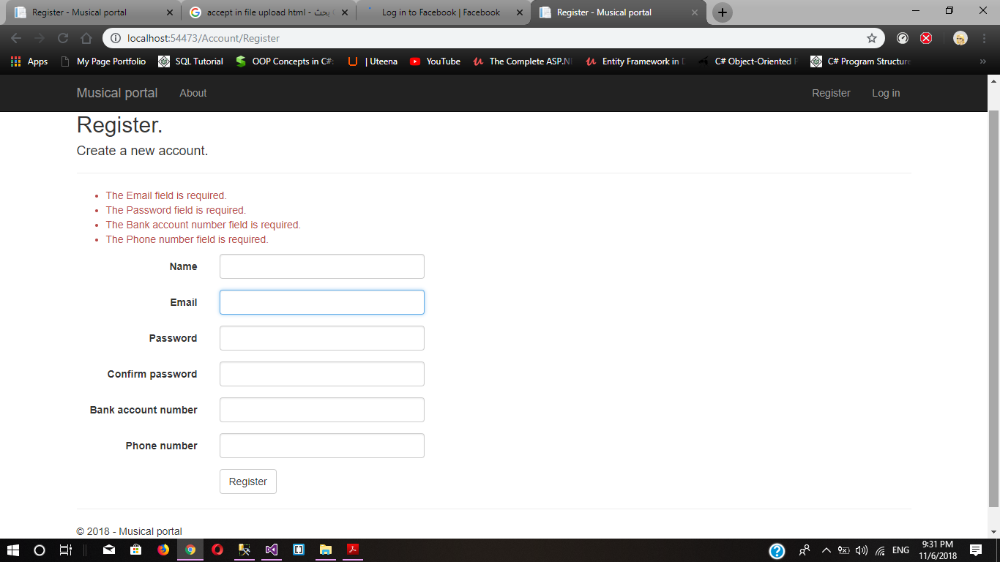 Register - Musical portal
accept in file upload html - بحث
Log in to Facebook | Facebook
Register - Musical portal
localhost:54473/Account/Register
Apps
My Page Portfolio
SQL Tutorial
OOP Concepts in C#:
| Uteena
YouTube
The Complete ASP.N
Entity Framework in
C# Object-Oriented
C# Program Structure
»
Musical portal
About
Register
Log in
Register.
Create a new account.
• The Email field is required.
• The Password field is required.
• The Bank account number field is required.
• The Phone number field is required.
Name
Email
Password
Confirm password
Bank account number
Phone number
Register
© 2018 - Musical portal
ENG
9:31 PM
11/6/2018